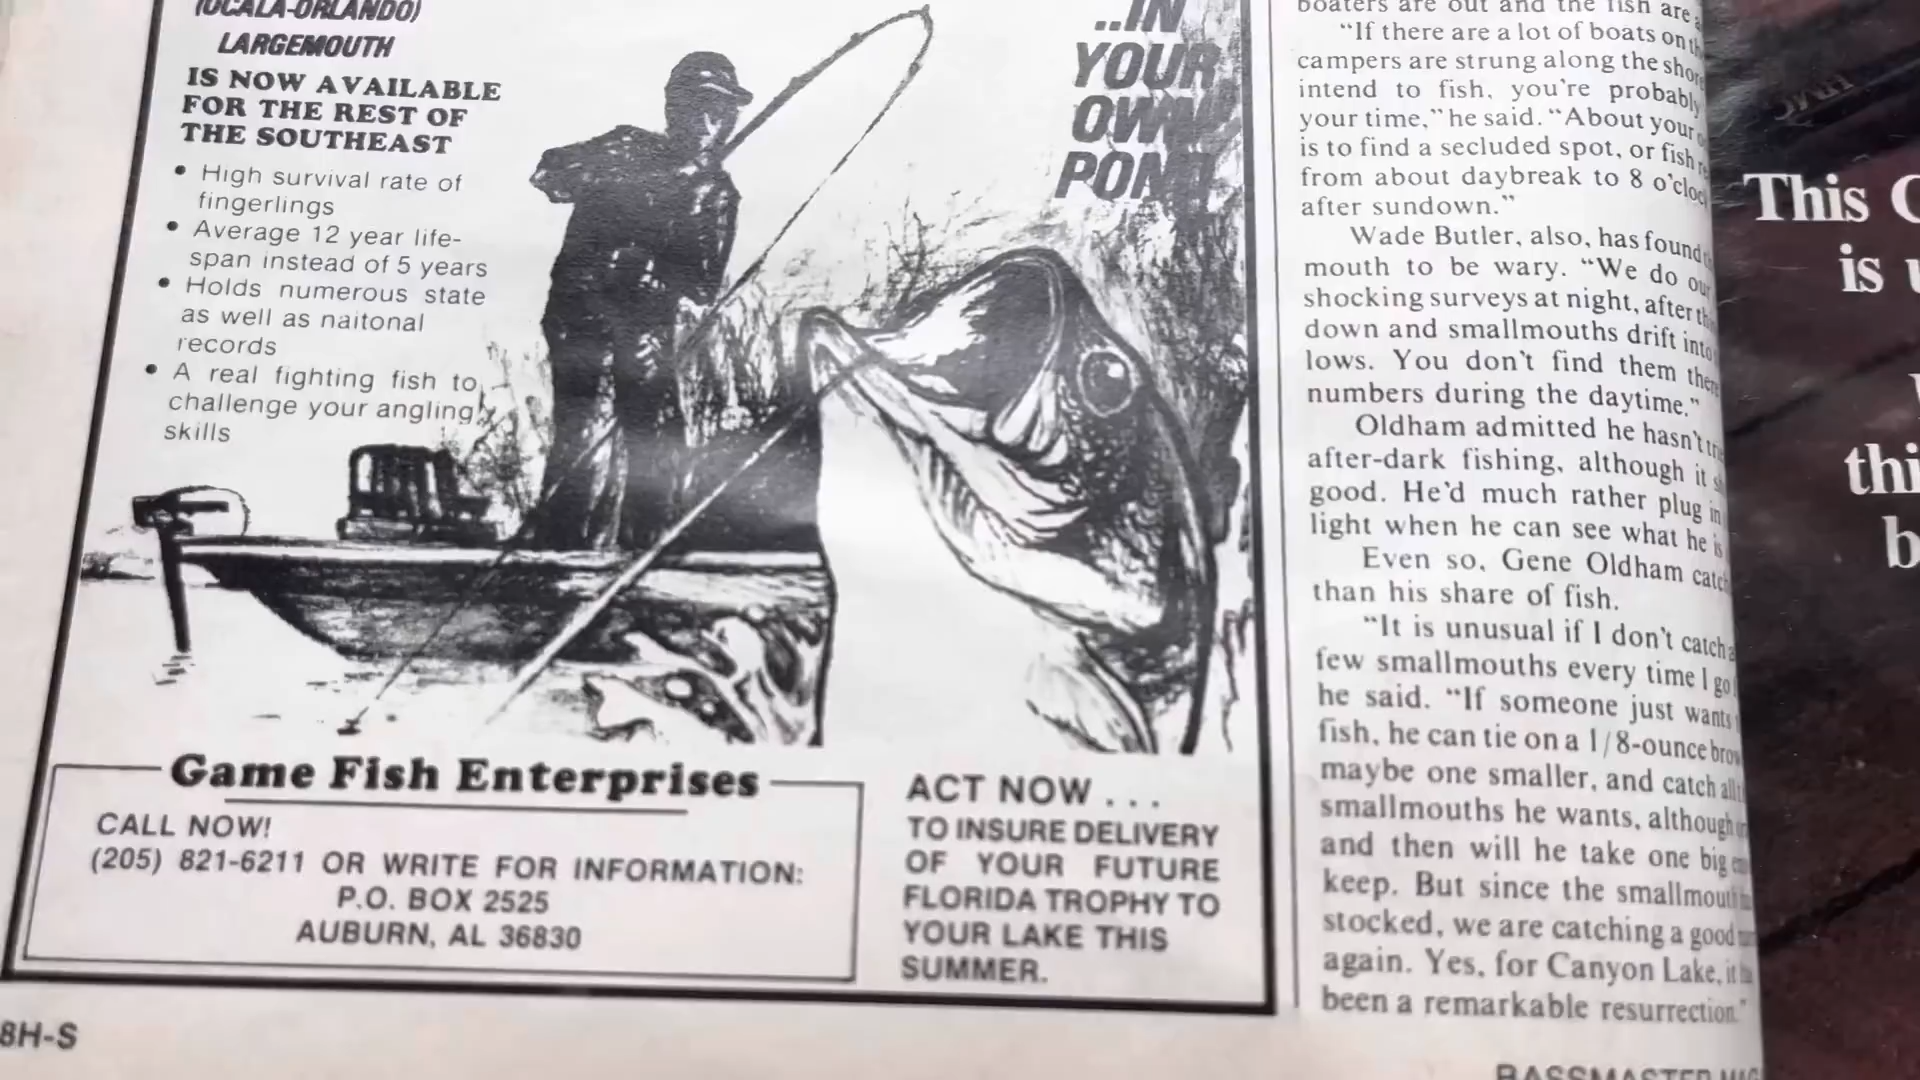 (OCALA-ORLANDO)
LARGEMOUTH
IS NOW AVAILABLE
FOR THE REST OF
THE SOUTHEAST
• High survival rate of
fingerlings
• Average 12 year life-
span instead of 5 years
• Holds numerous state
as well as naitonal
records
• A real fighting fish to
challenge your angling
skills
..IN
YOUR
OWN
POND
Game Fish Enterprises
CALL NOW!
(205) 821-6211 OR WRITE FOR INFORMATION:
P.O. BOX 2525
AUBURN, AL 36830
ACT NOW . . .
TO INSURE DELIVERY
OF YOUR FUTURE
FLORIDA TROPHY TO
YOUR LAKE THIS
SUMMER.
8H-S
boaters are out and the fish are
"If there are a lot of boats on
campers are strung along the
intend to fish, you're probably
your time," he said. "About your
is to find a secluded spot, or fish
from about daybreak to 8
after sundown."
Wade Butler, also, has found
mouth to be wary. "We do
shocking surveys at night, after
down and smallmouths drift into
lows. You don't find them
numbers during the daytime."
Oldham admitted he hasn't
after-dark fishing, although it
good. He'd much rather plug in
light when he can see what he
Even so, Gene Oldham
than his share of fish.
"It is unusual if I don't catch
few smallmouths every time I go
he said. "If someone just wants
fish, he can tie on a 1/8-ounce
maybe one smaller, and catch
smallmouths he wants, although
and then will he take one big
keep. But since the
stocked, we are catching a good
again. Yes, for Canyon Lake, it
been a remarkable resurrection."
BASSMASTER
This
is